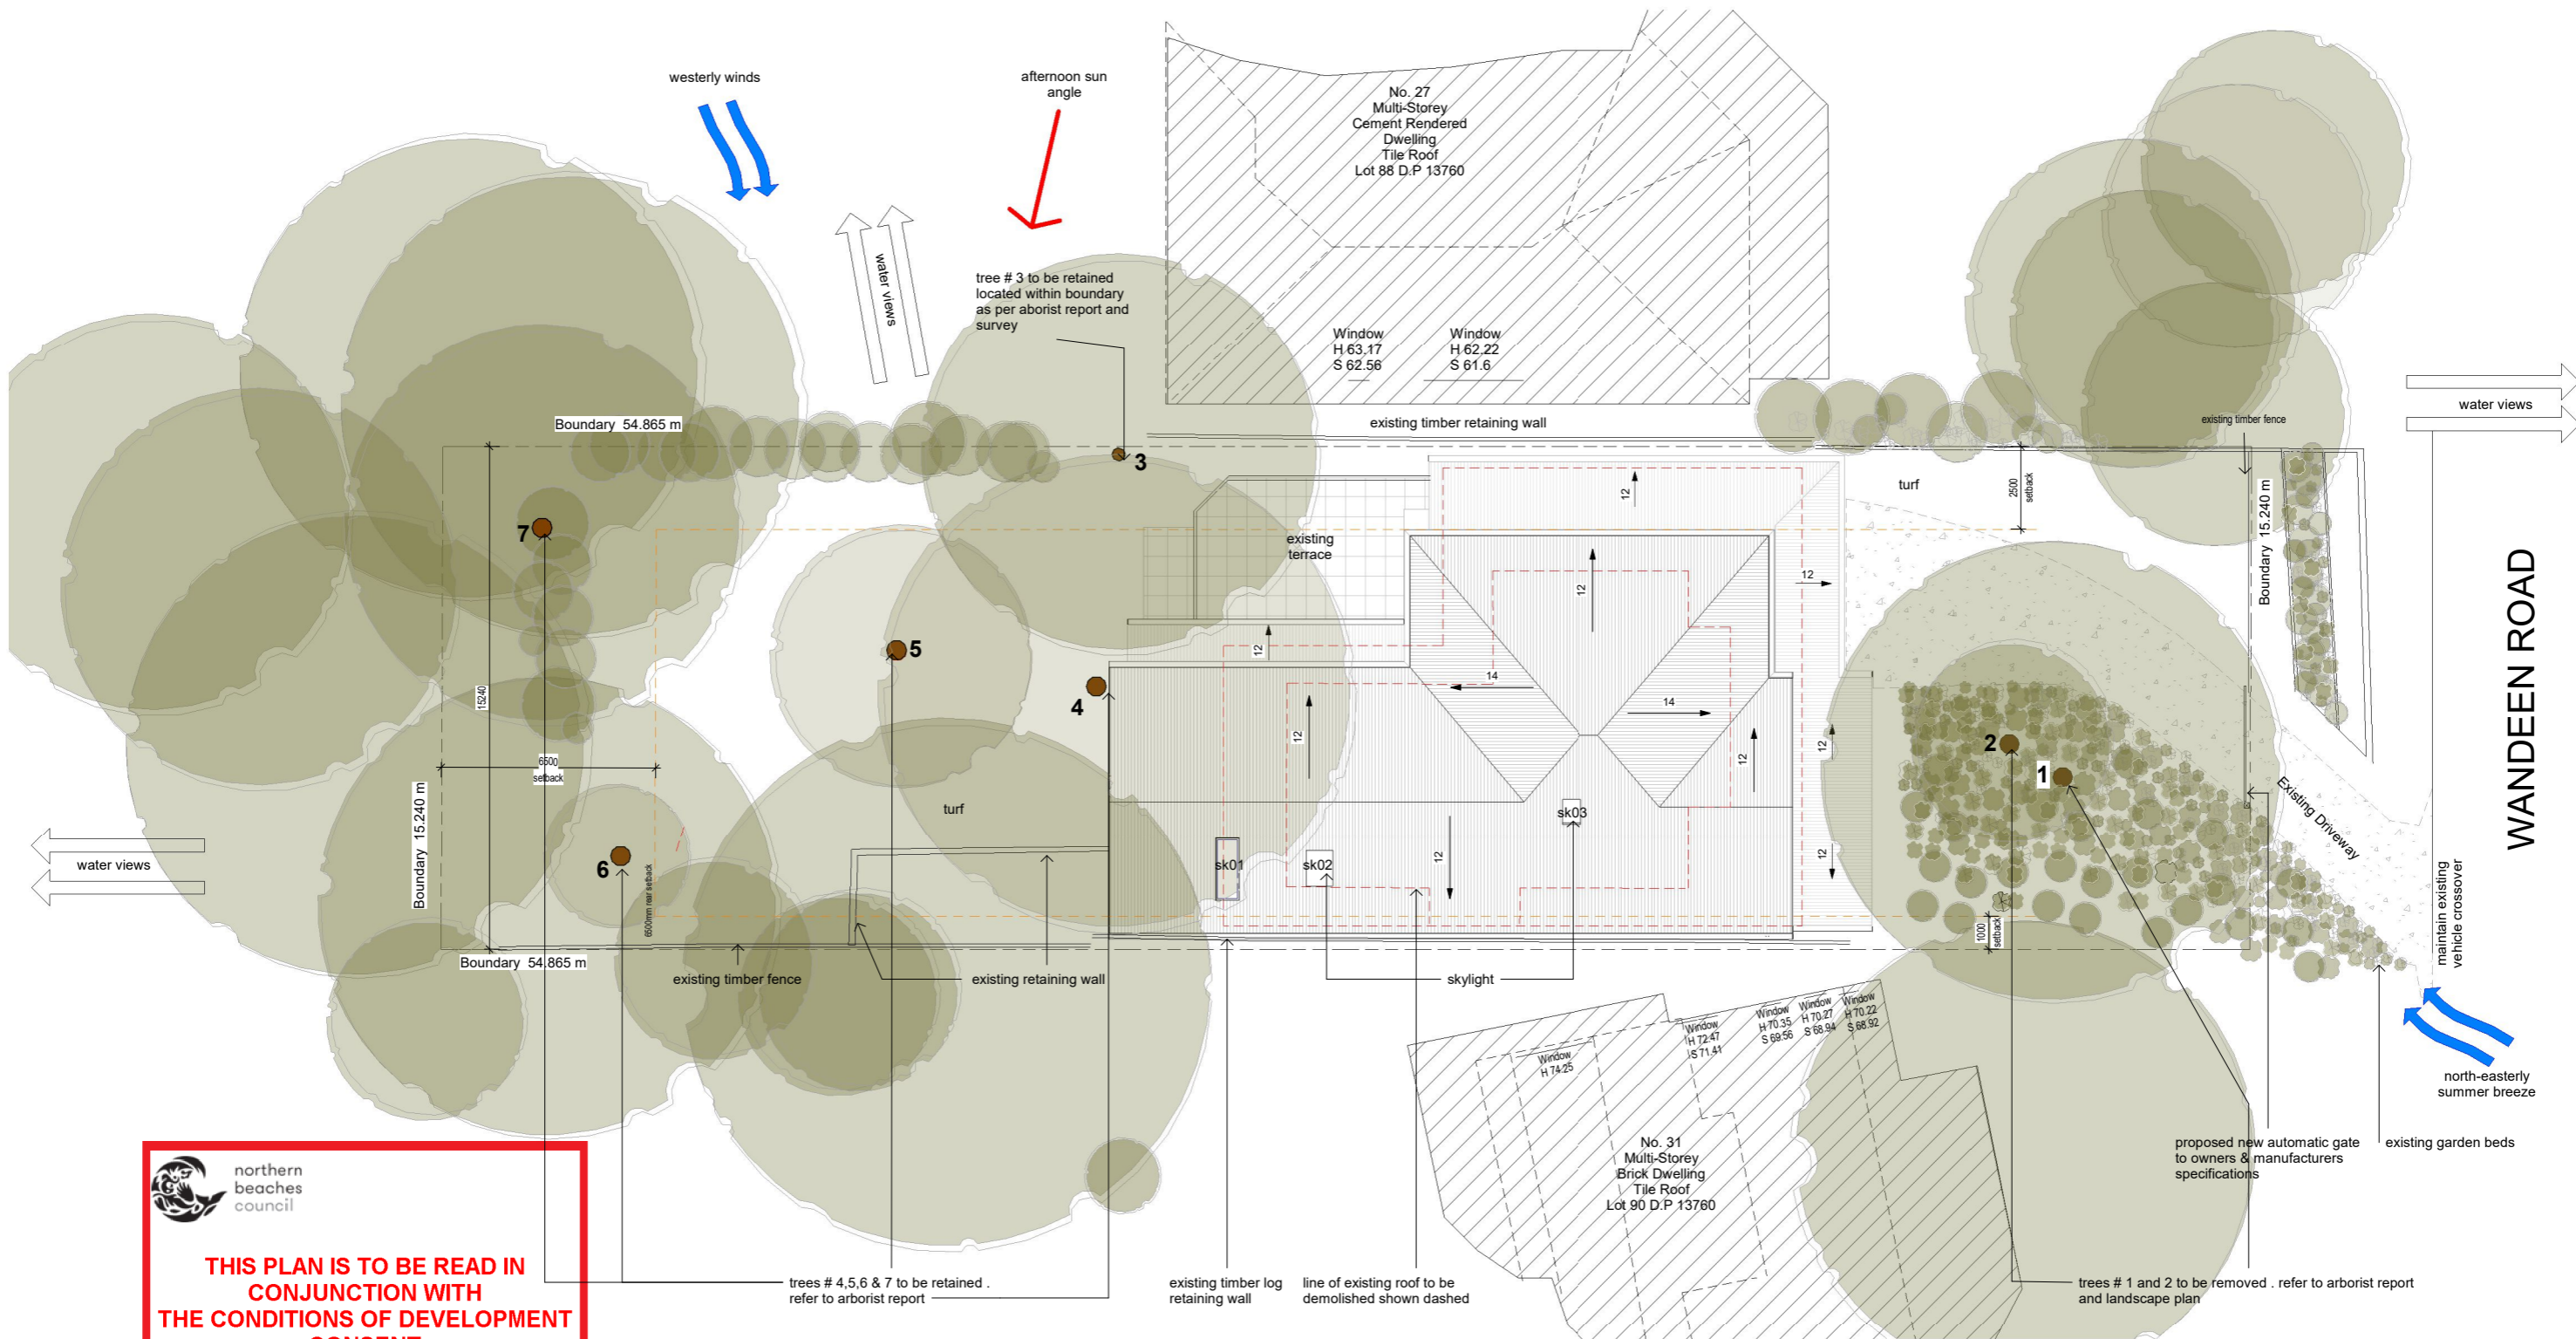 westerly winds
afternoon sun
angle
water views
tree # 3 to be retained
located within boundary
as per aborist report and
survey
No. 27
Multi-Storey
Cement Rendered
Dwelling
Tile Roof
Lot 88 D.P 13760
Window
H 63.17
S 62.56
Window
H 62.22
S 61.6
existing timber retaining wall
existing timber fence
water views
Boundary  54.865 m
3
turf
2500
setback
Boundary  15.240 m
WANDEEN ROAD
7
5
4
existing
terrace
12
12
12
12
12
12
12
12
12
14
14
15240
6500
setback
Boundary  15.240 m
6500mm rear setback
6
turf
water views
sk01
sk02
sk03
2
1
Existing Driveway
maintain existing
vehicle crossover
1000
setback
Boundary  54.865 m
existing timber fence
existing retaining wall
skylight
Window
H 74.25
Window
H 72.47
S 71.41
Window
H 70.35
S 69.56
Window
H 70.27
S 68.94
Window
H 70.22
S 68.92
north-easterly
summer breeze
No. 31
Multi-Storey
Brick Dwelling
Tile Roof
Lot 90 D.P 13760
proposed new automatic gate
to owners & manufacturers
specifications
existing garden beds
trees # 4,5,6 & 7 to be retained .
refer to arborist report
existing timber log
retaining wall
line of existing roof to be
demolished shown dashed
trees # 1 and 2 to be removed . refer to arborist report
and landscape plan
northern
beaches
council
THIS PLAN IS TO BE READ IN
CONJUNCTION WITH
THE CONDITIONS OF DEVELOPMENT
CONSENT